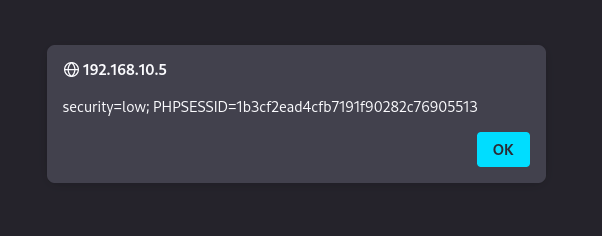 192.168.10.5
security=low; PHPSESSID=1b3cf2ead4cfb7191f90282c76905513
OK